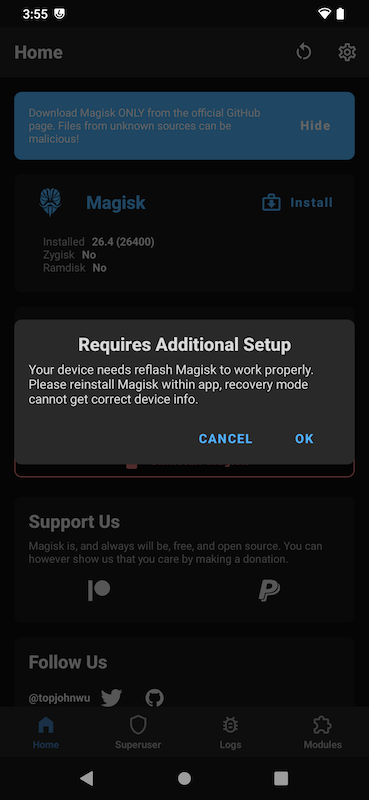 3:55
Home
Download Magisk ONLY from the official GitHub
page. Files from unknown sources can be
malicious!
Hide
Magisk
Install
Installed 26.4 (26400)
Zygisk No
Ramdisk No
Requires Additional Setup
Your device needs reflash Magisk to work properly.
Please reinstall Magisk within app, recovery mode
cannot get correct device info.
CANCEL
OK
Support Us
Magisk is, and always will be, free, and open source. You can
however show us that you care by making a donation.
Follow Us
@topjohnwu
Home
Superuser
Logs
Modules